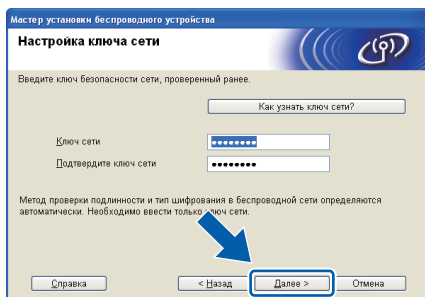 Мастер установки беспроводного устройства
Настройка ключа сети
Введите ключ безопасности сети, проверенный ранее.
Как узнать ключ сети?
Ключ сети
••••••••
Подтвердите ключ сети
••••••••
Метод проверки подлинности и тип шифрования в беспроводной сети определяются
автоматически. Необходимо ввести только ключ сети.
Справка
< Назад
Далее >
Отмена